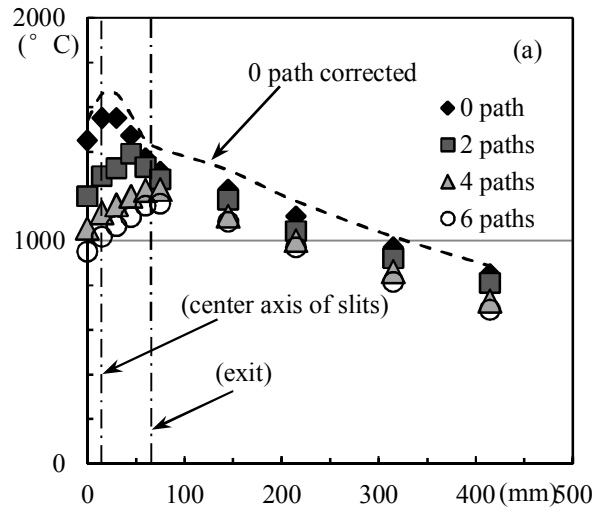 2000
(° C)
(a)
0 path corrected
0 path
2 paths
4 paths
6 paths
1000
(center axis of slits)
(exit)
0
0 100 200 300 400 (mm) 500